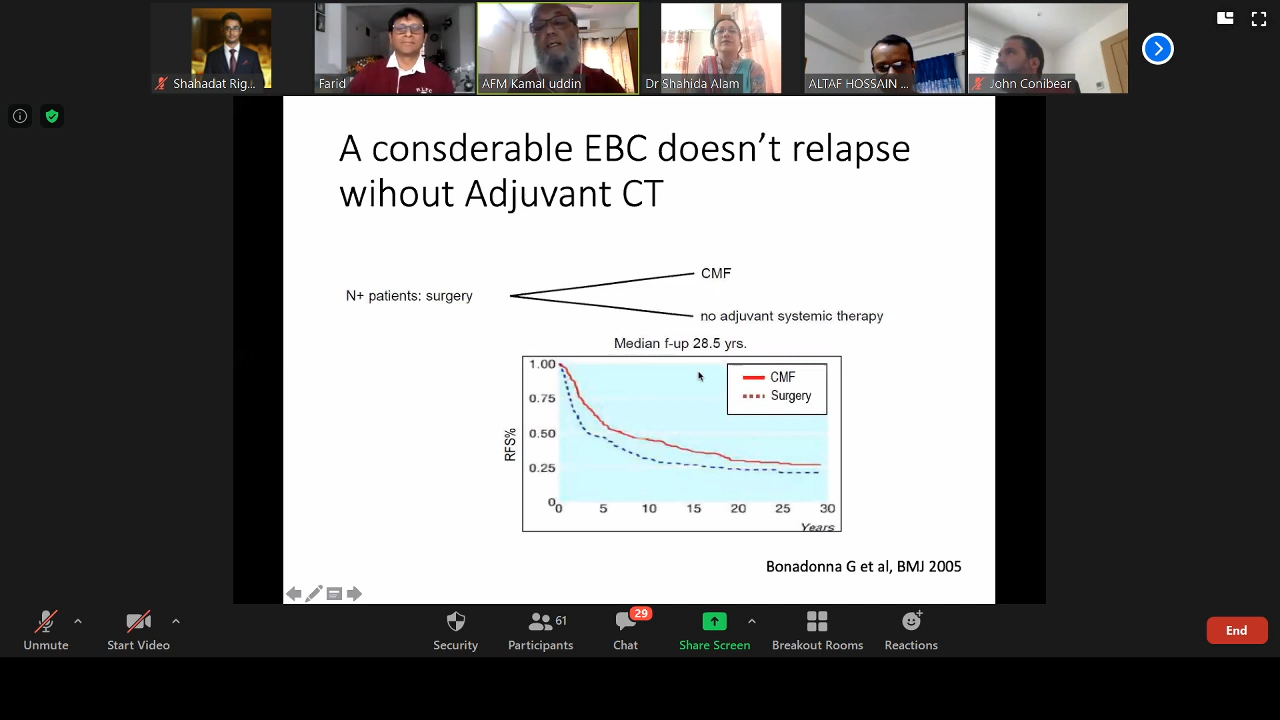 Shahadat Rig...
Farid
AFM Kamal uddin
Dr Shahida Alam
ALTAF HOSSAIN ...
John Conibear
A consderable EBC doesn't relapse
wihout Adjuvant CT
CMF
N+ patients: surgery
no adjuvant systemic therapy
Median f-up 28.5 yrs.
1.00
0.75
0.50
0.25
0
RFS%
CMF
Surgery
0 5 10 15 20 25 30
Years
Bonadonna G et al, BMJ 2005
Unmute
Start Video
Security
61
Participants
29
Chat
Share Screen
Breakout Rooms
Reactions
End